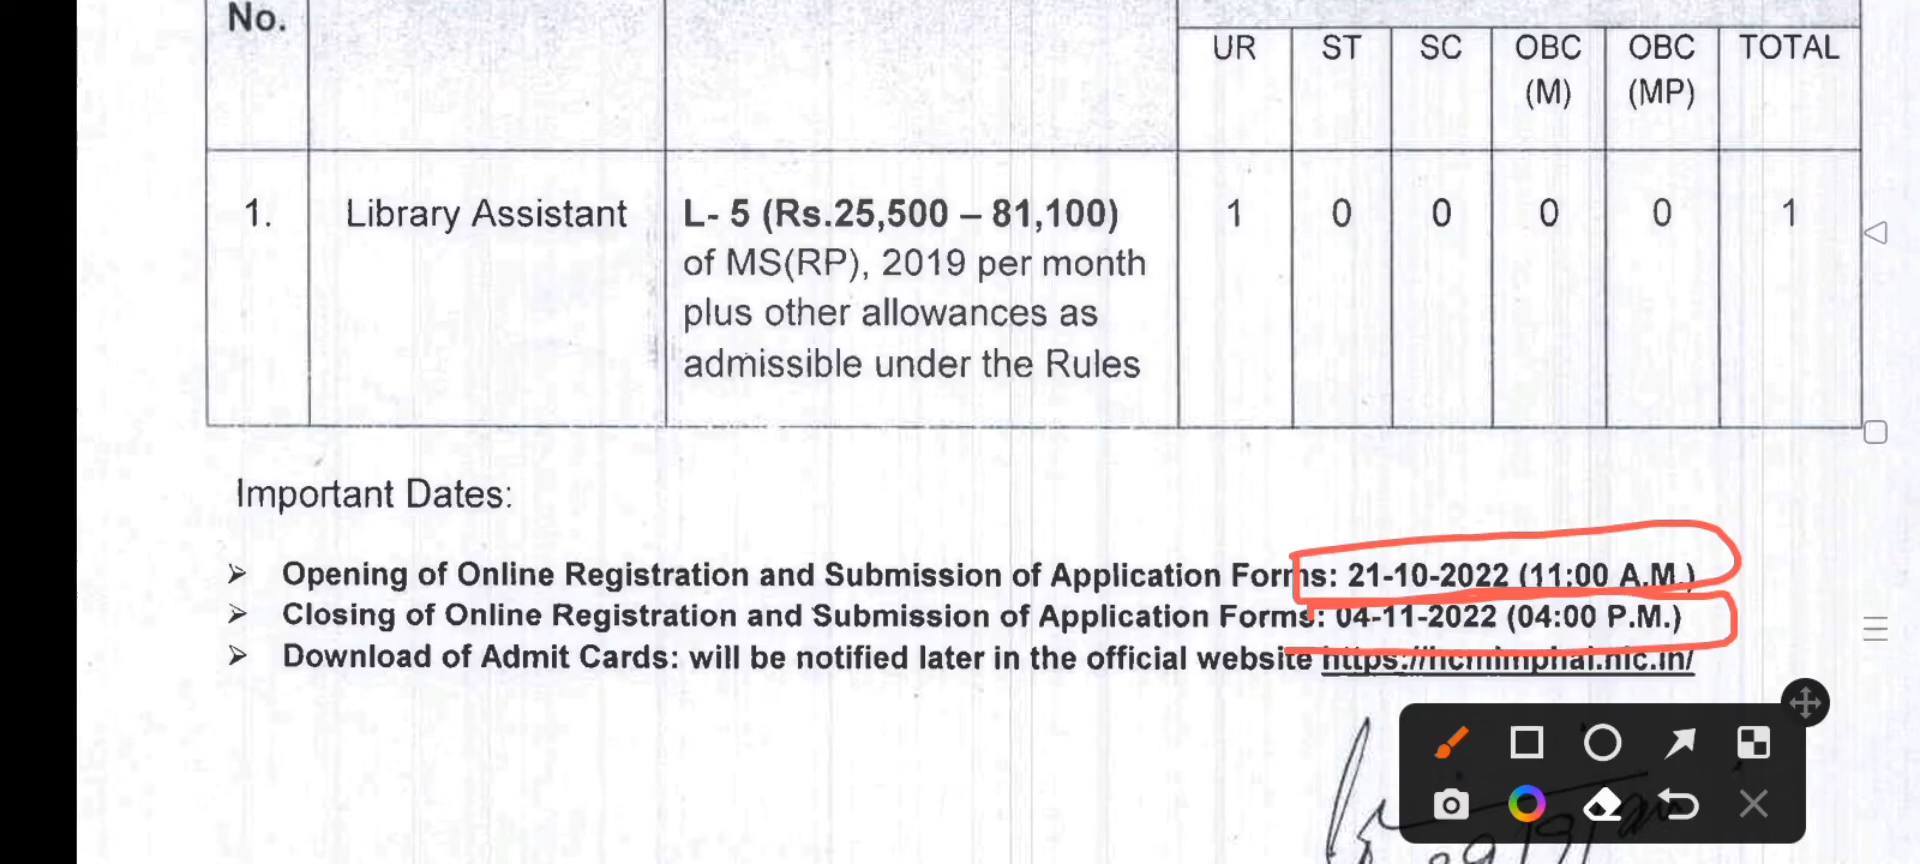 No.
UR ST SC OBC (M) OBC (MP) TOTAL
1. Library Assistant L- 5 (Rs.25,500 – 81,100) 1 0 0 0 0 1
of MS(RP), 2019 per month
plus other allowances as
admissible under the Rules
Important Dates:
➢ Opening of Online Registration and Submission of Application Forms: 21-10-2022 (11:00 A.M.)
➢ Closing of Online Registration and Submission of Application Forms: 04-11-2022 (04:00 P.M.)
➢ Download of Admit Cards: will be notified later in the official website https://hcmimphal.nic.in/